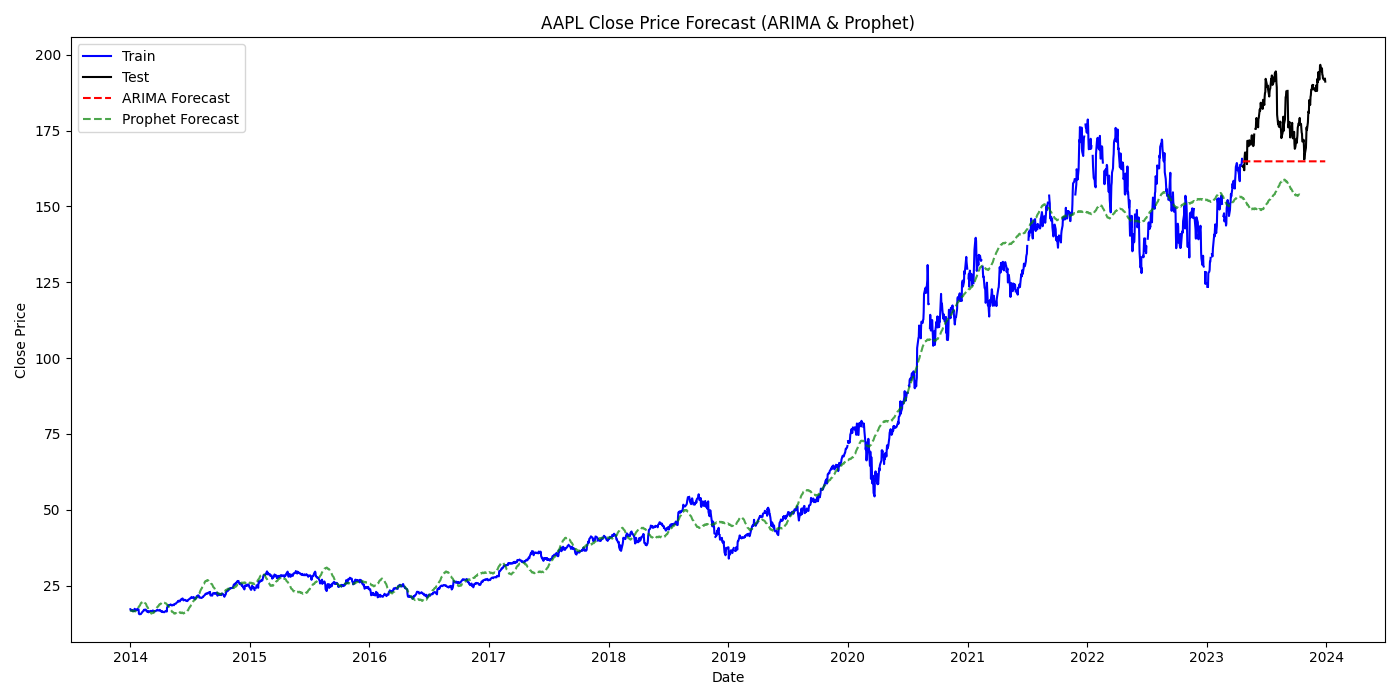 AAPL Close Price Forecast (ARIMA & Prophet)
Train
Test
ARIMA Forecast
Prophet Forecast
Close Price
200
175
150
125
100
75
50
25
2014 2015 2016 2017 2018 2019 2020 2021 2022 2023 2024
Date